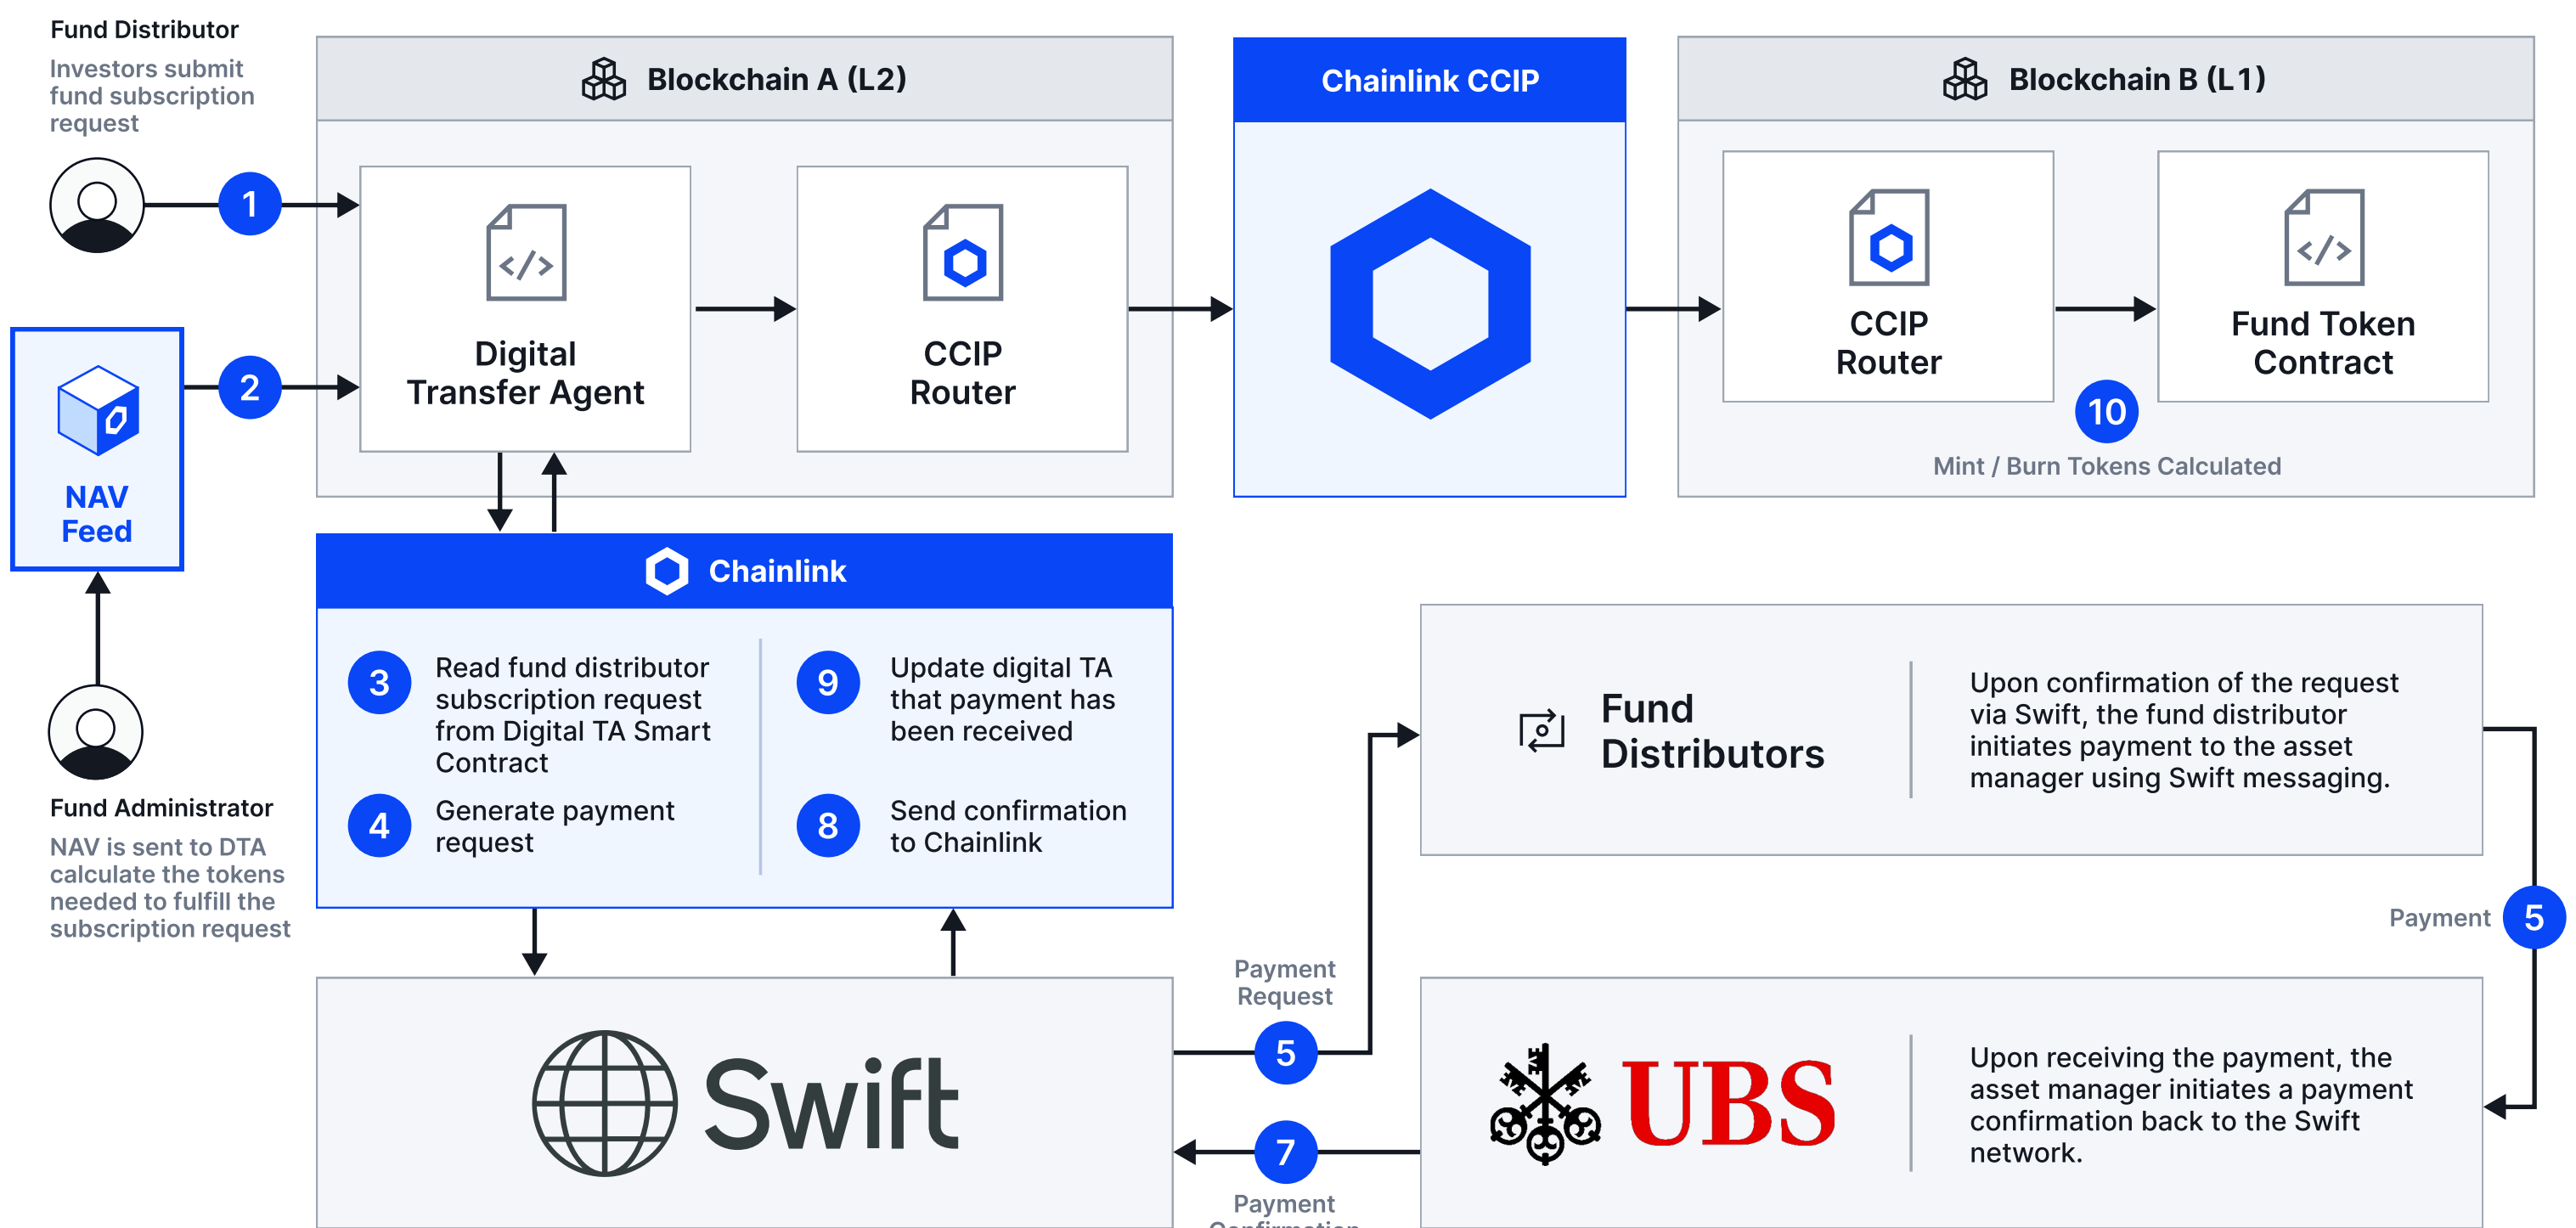 Fund Distributor
Investors submit
fund subscription
request
1
Blockchain A (L2)
Digital
Transfer Agent
CCIP
Router
Chainlink CCIP
Blockchain B (L1)
CCIP
Router
Fund Token
Contract
10
Mint / Burn Tokens Calculated
2
NAV
Feed
Fund Administrator
NAV is sent to DTA
calculate the tokens
needed to fulfill the
subscription request
Chainlink
3
Read fund distributor
subscription request
from Digital TA Smart
Contract
4
Generate payment
request
9
Update digital TA
that payment has
been received
8
Send confirmation
to Chainlink
Swift
Payment
Request
5
Fund
Distributors
Upon confirmation of the request
via Swift, the fund distributor
initiates payment to the asset
manager using Swift messaging.
Payment
5
UBS
Upon receiving the payment, the
asset manager initiates a payment
confirmation back to the Swift
network.
7
Payment
Confirmation